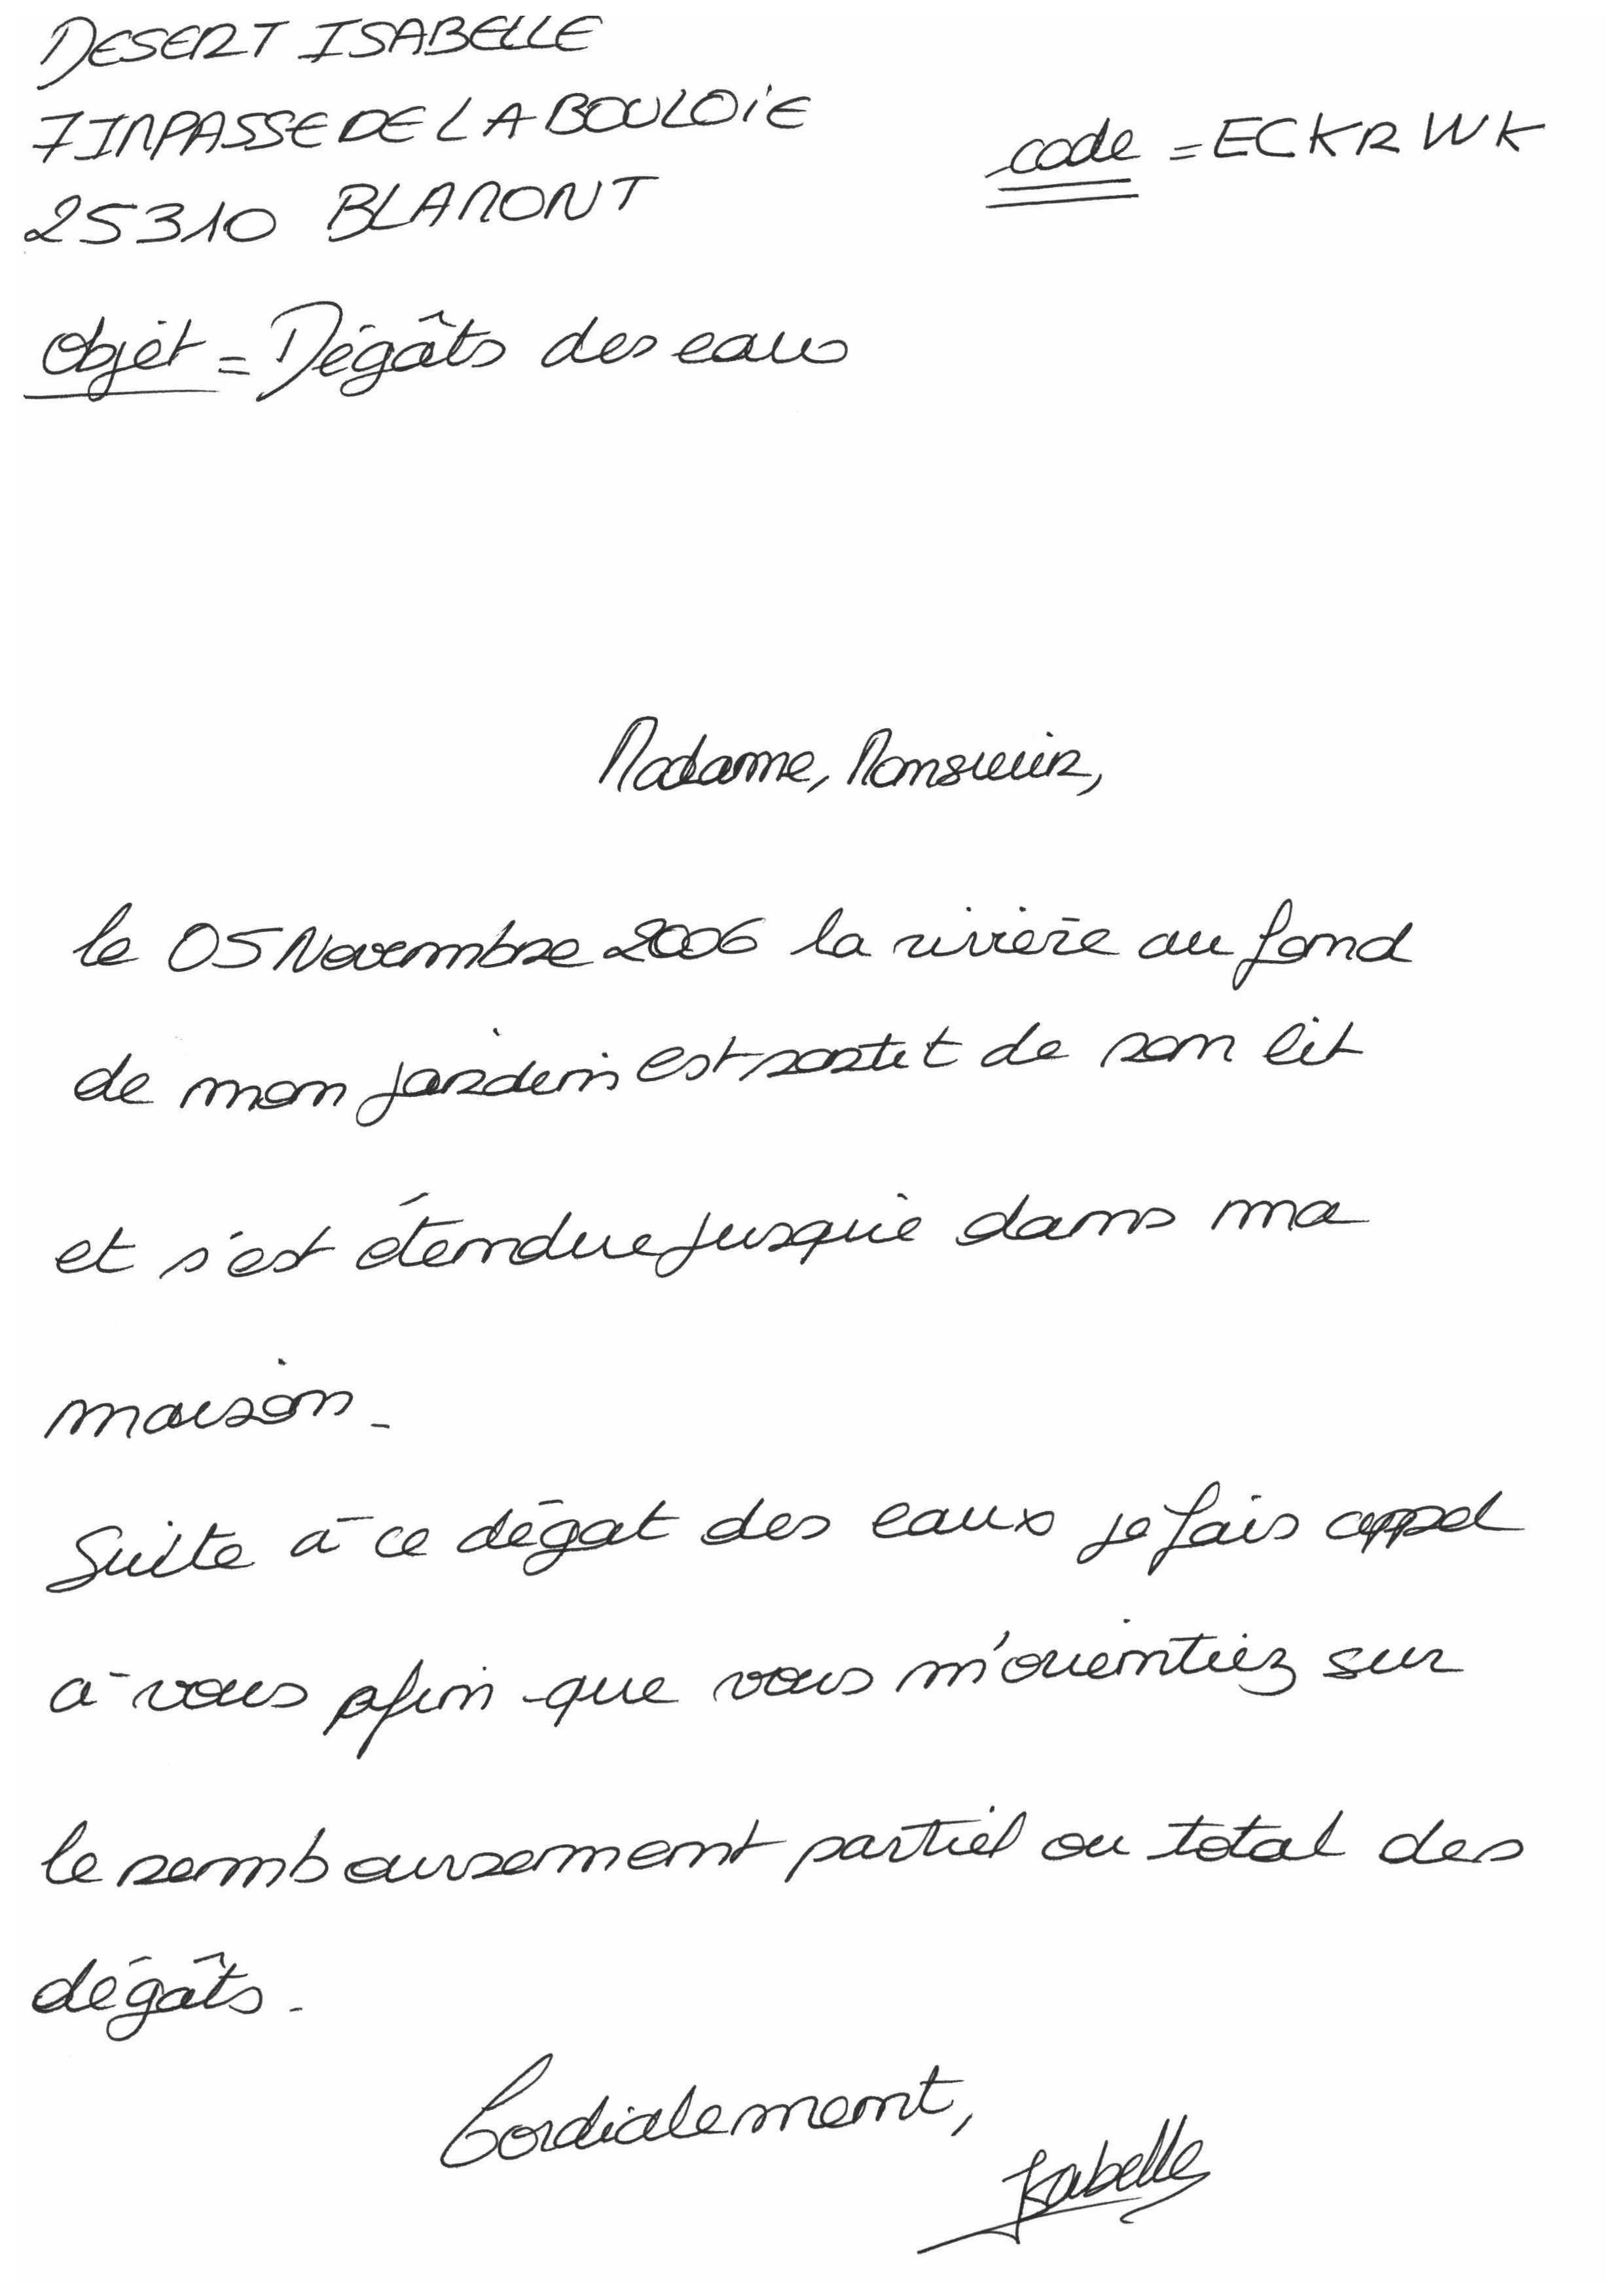 DESERT ISABELLE
7 IMPASSE DE LA BOULOIE
code = ECKRWK
25310 BLAMONT
Objet = Dégâts des eaux
Madame, Monsieur,
le 05 Novembre 2006 la rivière au fond
de mon jardin est sortit de son lit
et s'est étendue jusque dans ma
maison.
Suite à ce dégat des eaux je fais appel
à vous afin que vous m'orientiez sur
le remboursement partiel ou total des
dégâts.
Cordialement,
Isabelle